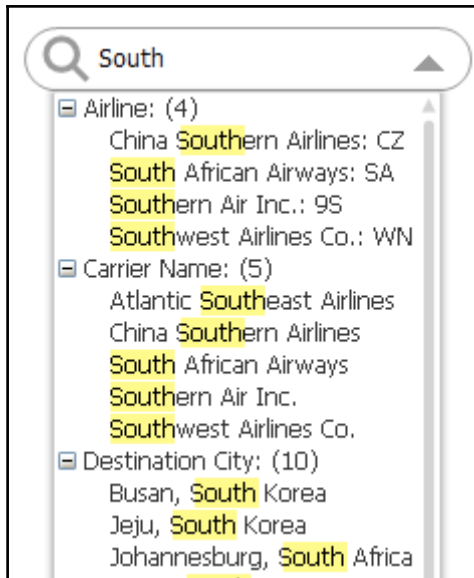 South
Airline: (4)
China Southern Airlines: CZ
South African Airways: SA
Southern Air Inc.: 9S
Southwest Airlines Co.: WN
Carrier Name: (5)
Atlantic Southeast Airlines
China Southern Airlines
South African Airways
Southern Air Inc.
Southwest Airlines Co.
Destination City: (10)
Busan, South Korea
Jeju, South Korea
Johannesburg, South Africa